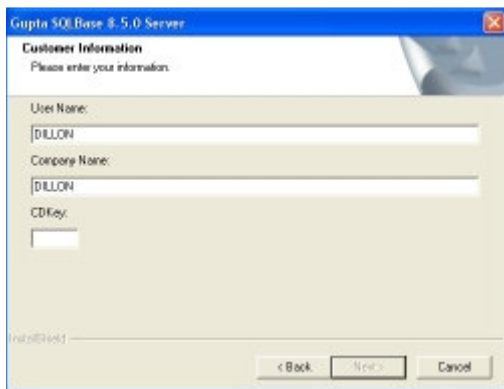 Gupta SQLBase 8.5.0 Server
Customer Information
Please enter your information.
User Name:
DILLON
Company Name:
DILLON
CDKey:
InstallShield
< Back
Next >
Cancel